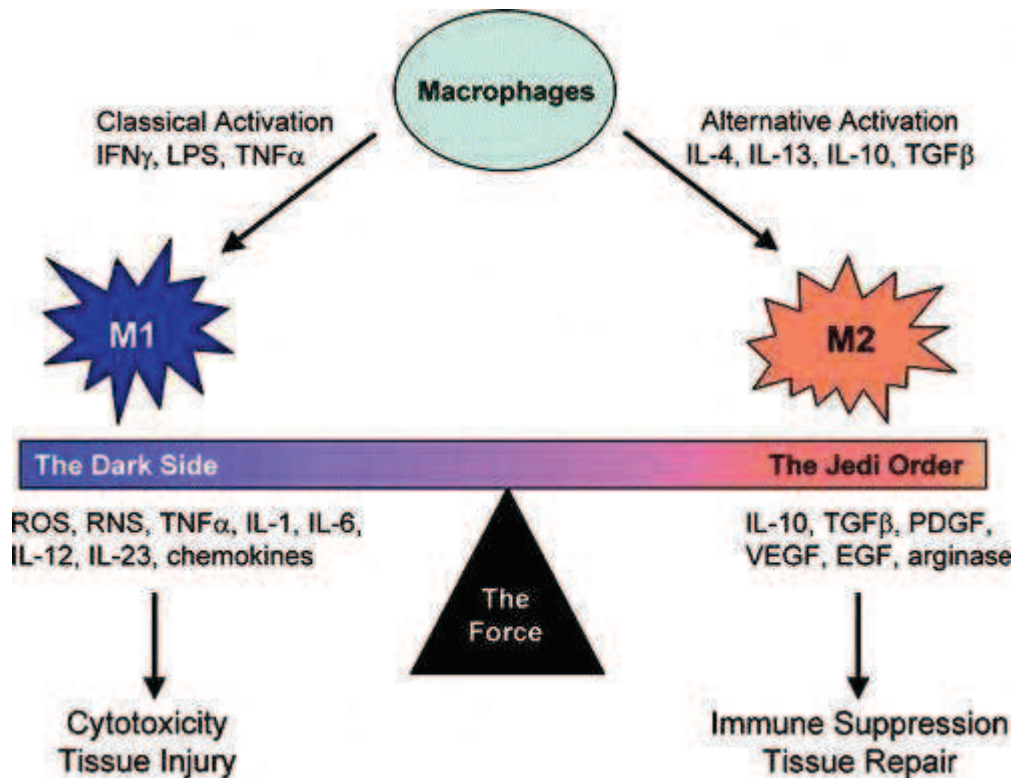 Macrophages
Classical Activation
IFNγ, LPS, TNFα
Alternative Activation
IL-4, IL-13, IL-10, TGFβ
M1
M2
The Dark Side
The Jedi Order
ROS, RNS, TNFα, IL-1, IL-6,
IL-12, IL-23, chemokines
IL-10, TGFβ, PDGF,
VEGF, EGF, arginase
The
Force
Cytotoxicity
Tissue Injury
Immune Suppression
Tissue Repair